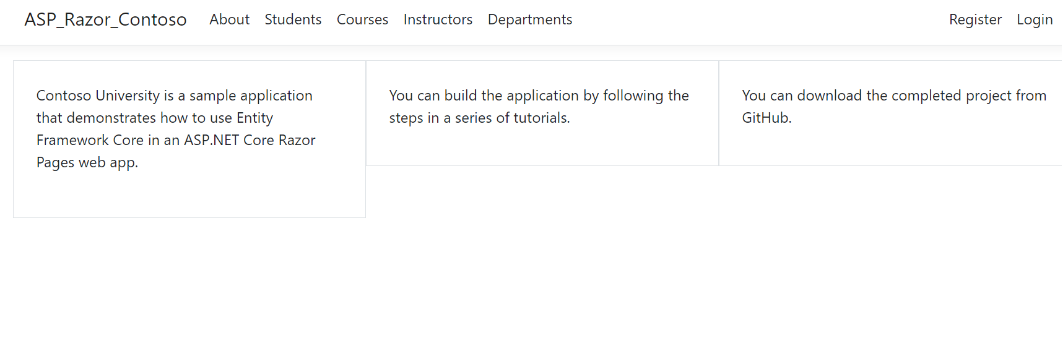 ASP_Razor_Contoso About Students Courses Instructors Departments Register Login
Contoso University is a sample application
that demonstrates how to use Entity
Framework Core in an ASP.NET Core Razor
Pages web app.
You can build the application by following the
steps in a series of tutorials.
You can download the completed project from
GitHub.